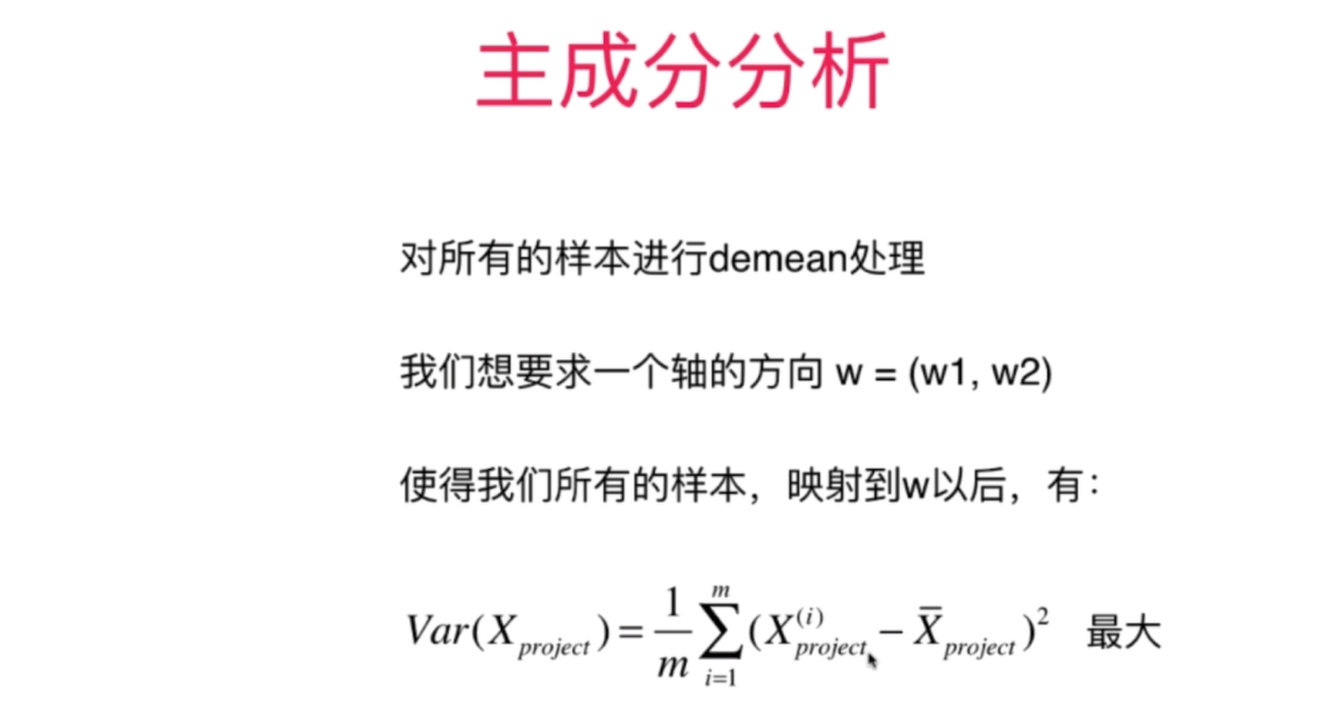 主成分分析
对所有的样本进行demean处理
我们想要求一个轴的方向 w = (w1, w2)
使得我们所有的样本，映射到w以后，有：
$Var(X_{project}) = \frac{1}{m}\sum_{i=1}^{m}(X_{project}^{(i)} - \overline{X}_{project})^2$ 最大